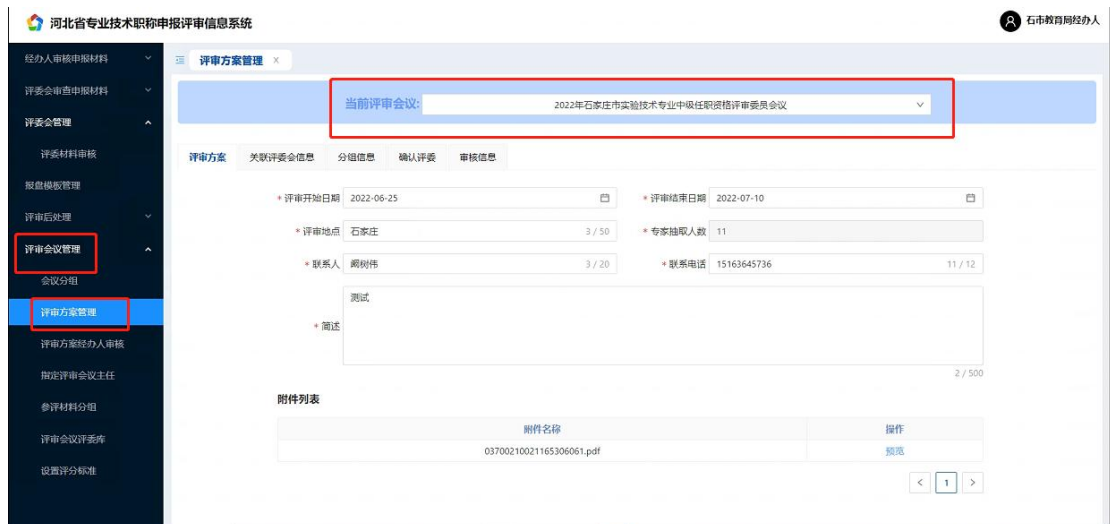 河北省专业技术职称申报评审信息系统
石市教育局经办人
经办人审核申报材料
评委会审查申报材料
评委会管理
评委材料审核
报盘模板管理
评审后处理
评审会议管理
会议分组
评审方案管理
评审方案经办人审核
指定评审会议主任
参评材料分组
评审会议评委库
设置评分标准
评审方案管理 ×
当前评审会议: 2022年石家庄市实验技术专业中级任职资格评审委员会议
评审方案 关联评委会信息 分组信息 确认评委 审核信息
* 评审开始日期 2022-06-25 * 评审结束日期 2022-07-10
* 评审地点 石家庄 3 / 50 * 专家抽取人数 11
* 联系人 阚树伟 3 / 20 * 联系电话 15163645736 11 / 12
* 简述 测试
2 / 500
附件列表
附件名称 操作
03700210021165306061.pdf 预览
< 1 >